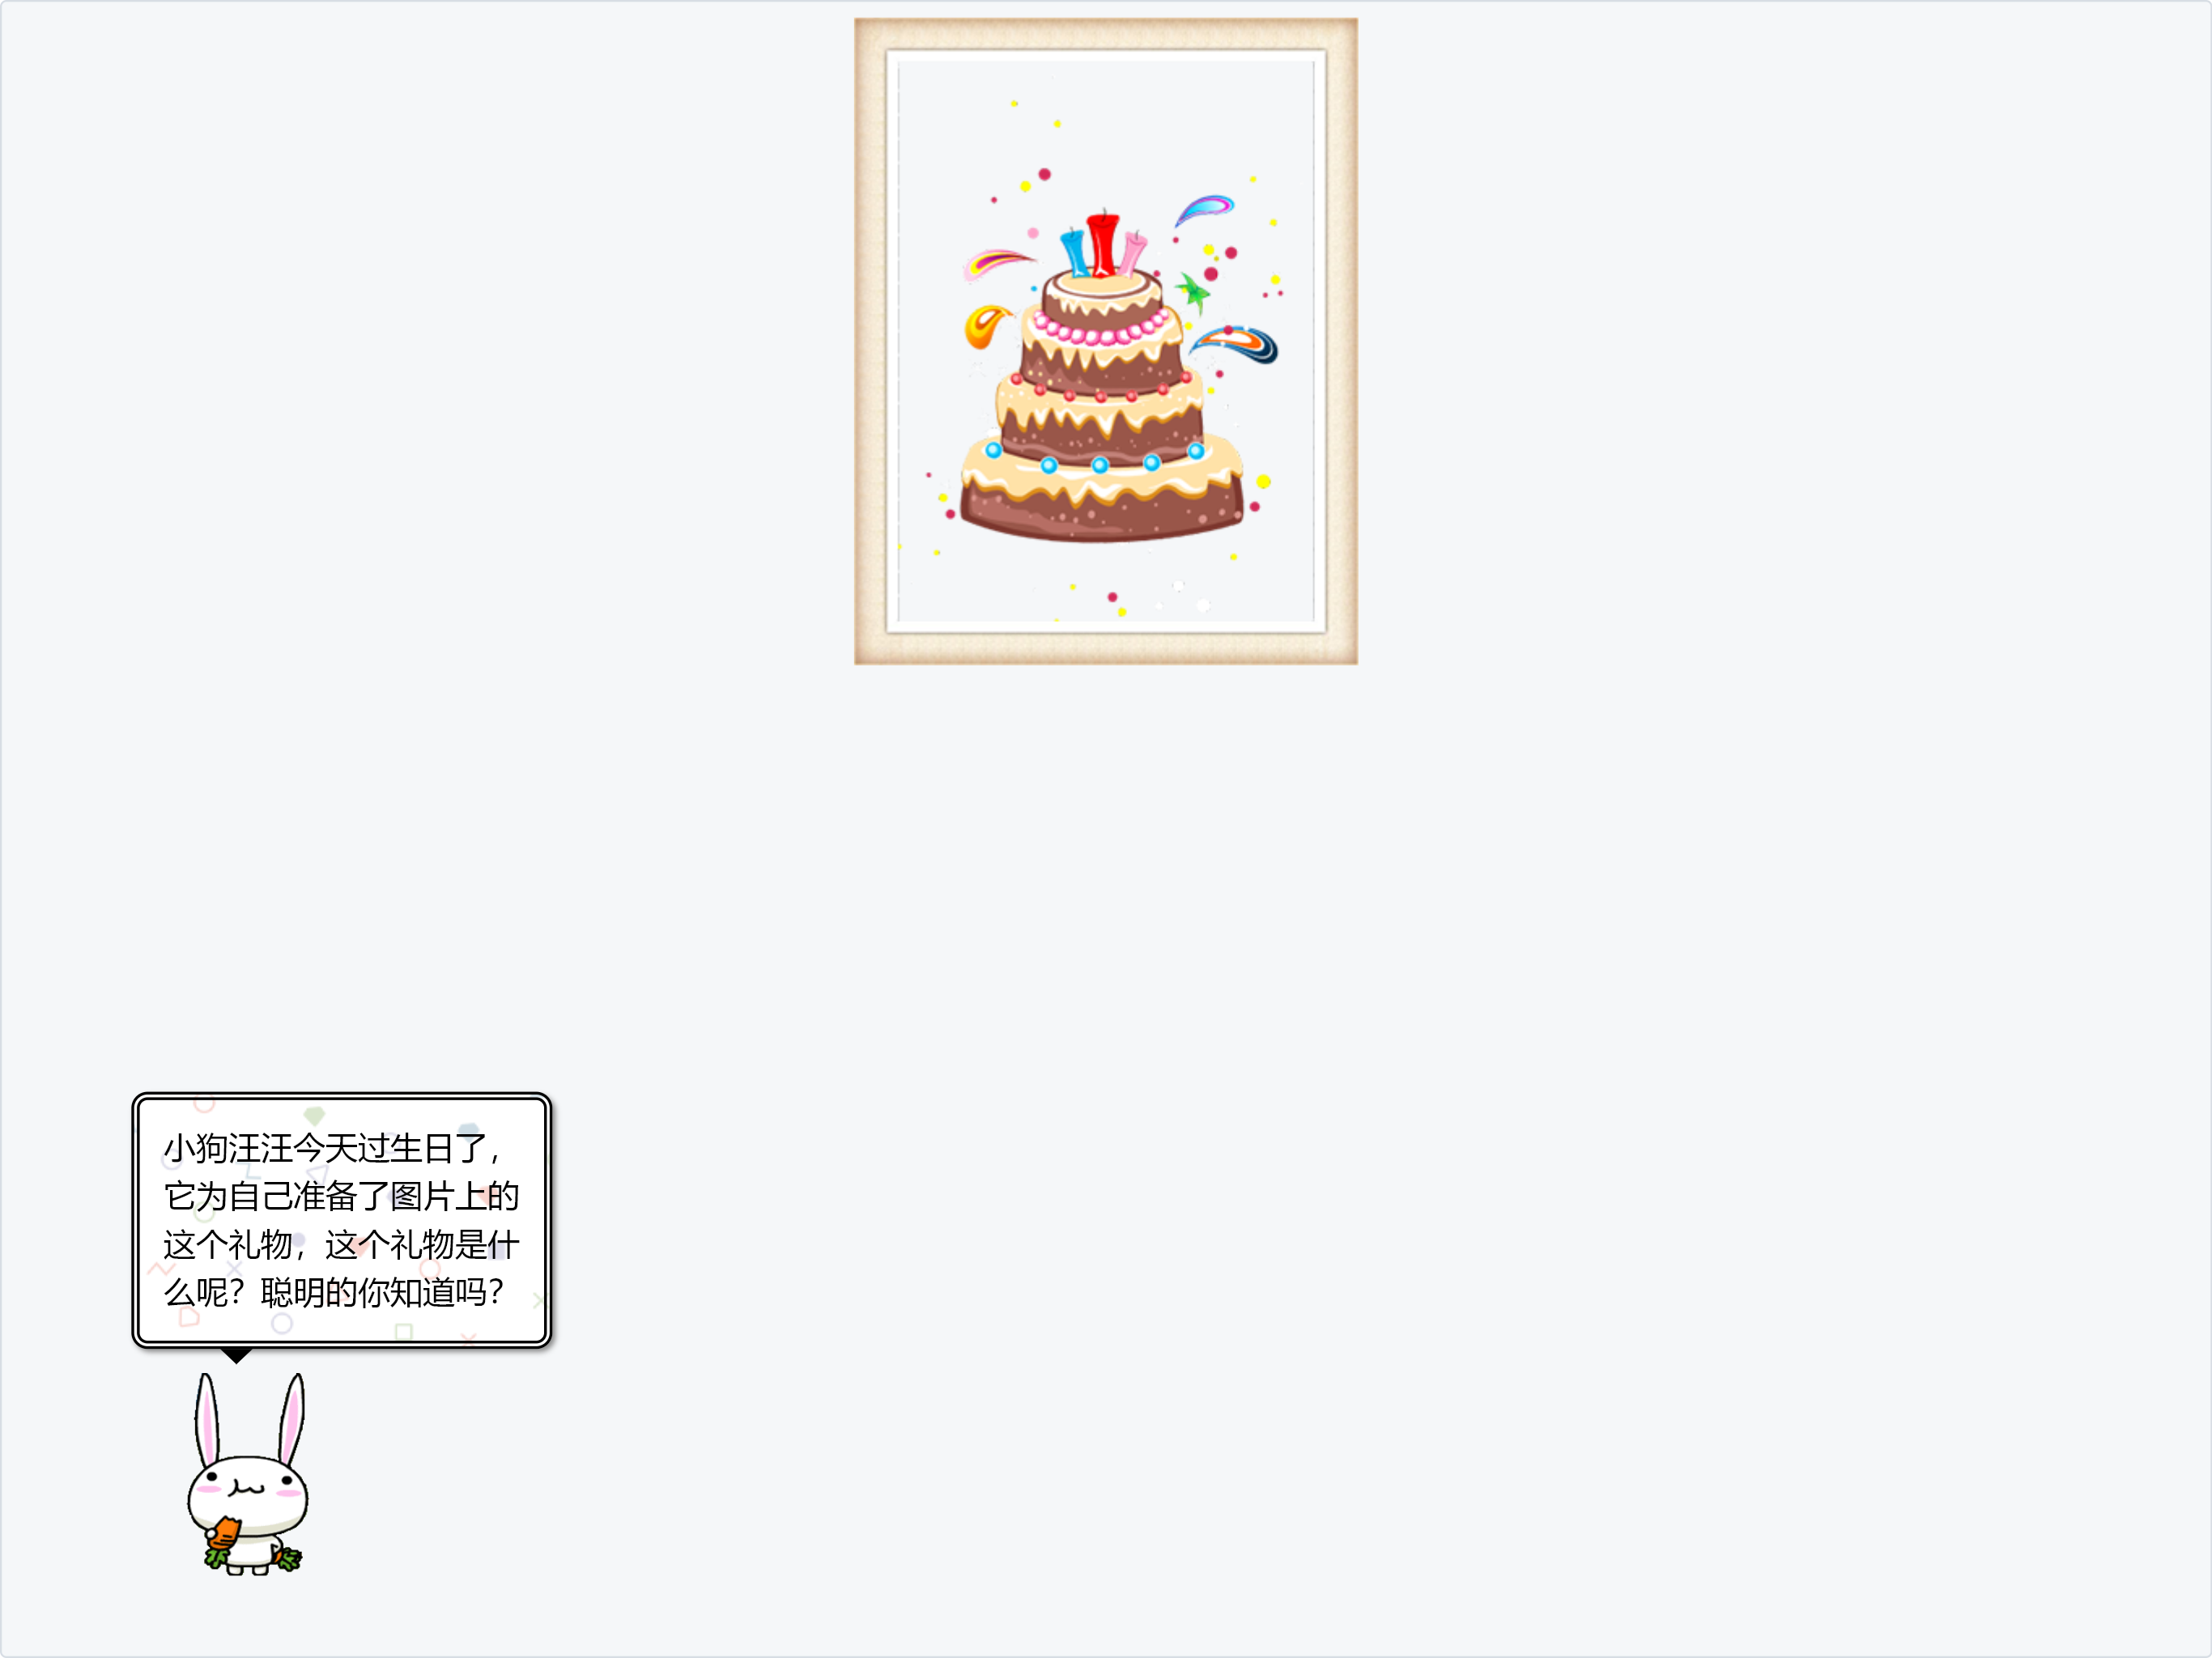 小狗汪汪今天过生日了，
它为自己准备了图片上的
这个礼物，这个礼物是什
么呢？聪明的你知道吗？